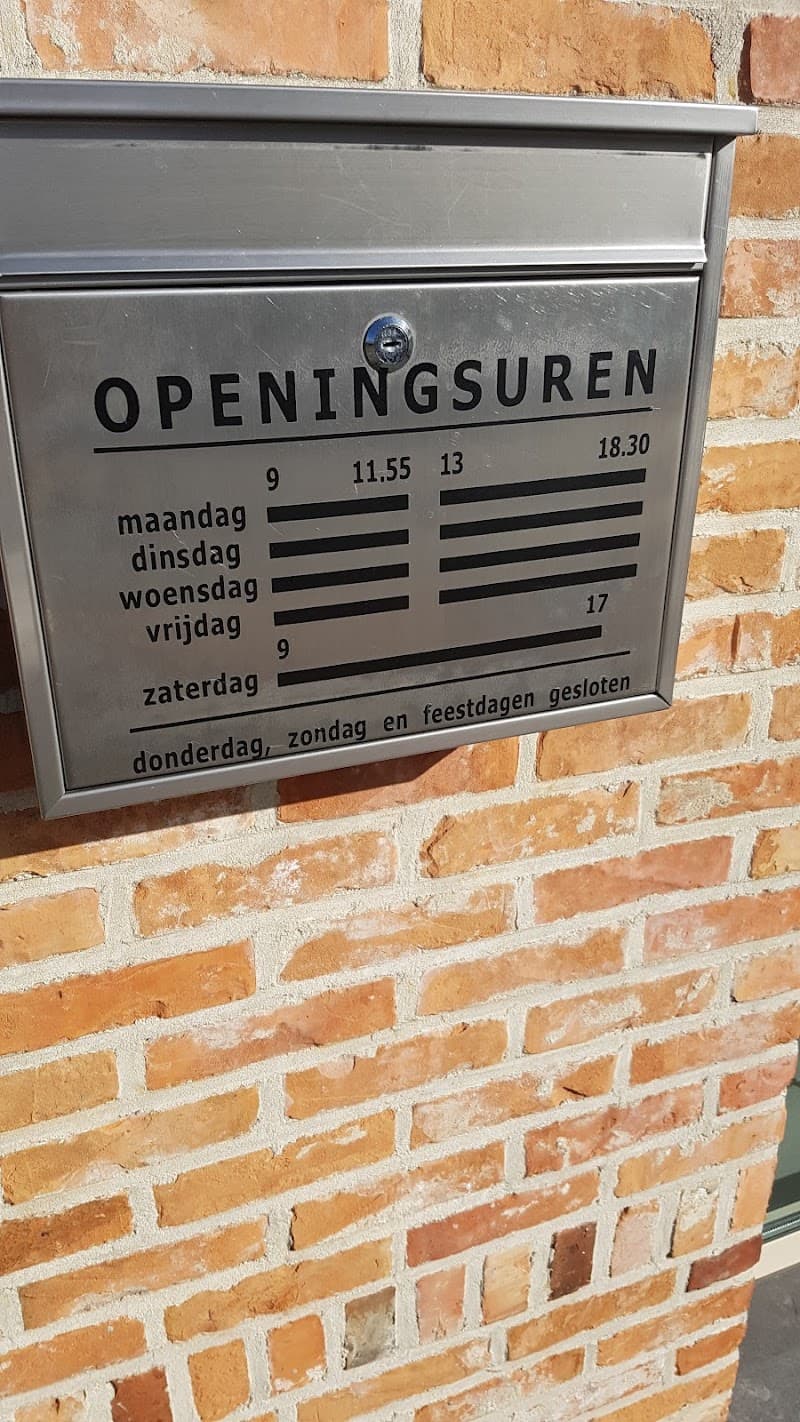 OPENINGSUREN
9 11.55 13 18.30
maandag
dinsdag
woensdag
vrijdag
9 17
zaterdag
donderdag, zondag en feestdagen gesloten